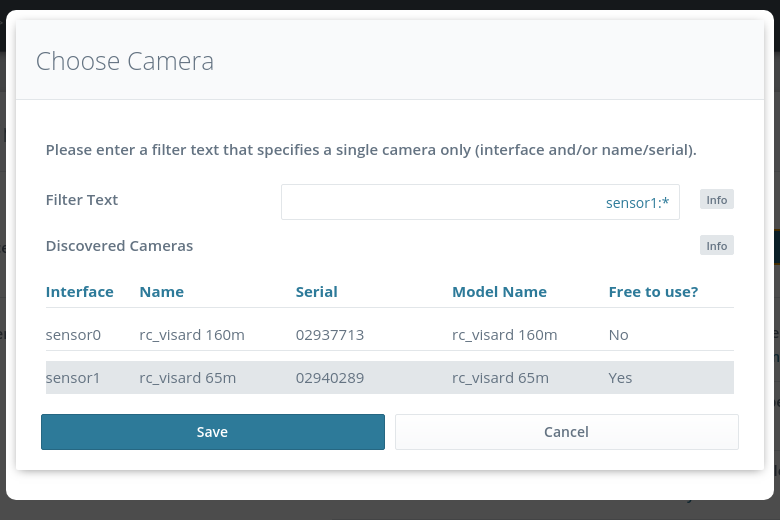 Choose Camera
Please enter a filter text that specifies a single camera only (interface and/or name/serial).
Filter Text sensor1:* Info
Discovered Cameras Info
Interface Name Serial Model Name Free to use?
sensor0 rc_visard 160m 02937713 rc_visard 160m No
sensor1 rc_visard 65m 02940289 rc_visard 65m Yes
Save Cancel